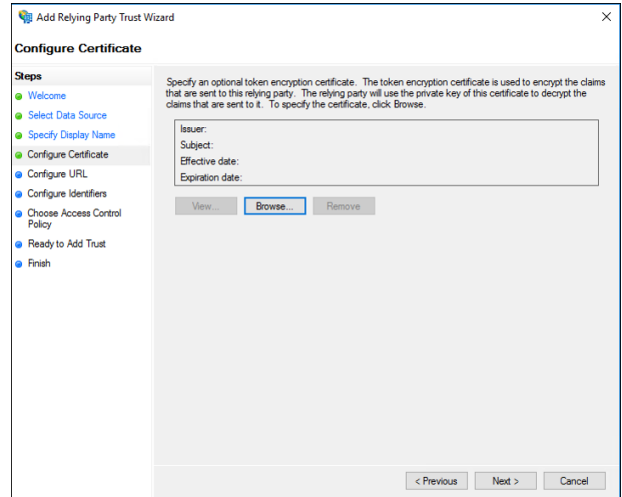 Add Relying Party Trust Wizard
Configure Certificate
Steps
Welcome
Select Data Source
Specify Display Name
Configure Certificate
Configure URL
Configure Identifiers
Choose Access Control
Policy
Ready to Add Trust
Finish
Specify an optional token encryption certificate. The token encryption certificate is used to encrypt the claims
that are sent to this relying party. The relying party will use the private key of this certificate to decrypt the
claims that are sent to it. To specify the certificate, click Browse.
Issuer:
Subject:
Effective date:
Expiration date:
View... Browse... Remove
< Previous Next > Cancel